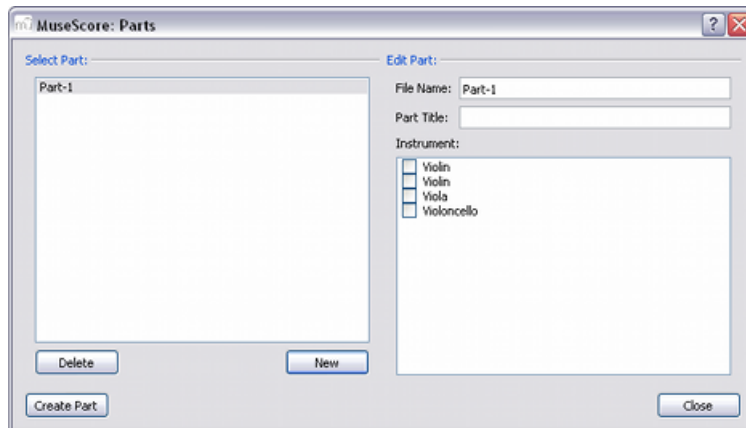 MuseScore: Parts
Select Part:
Part-1
Delete
New
Edit Part:
File Name: Part-1
Part Title:
Instrument:
Violin
Violin
Viola
Violoncello
Create Part
Close